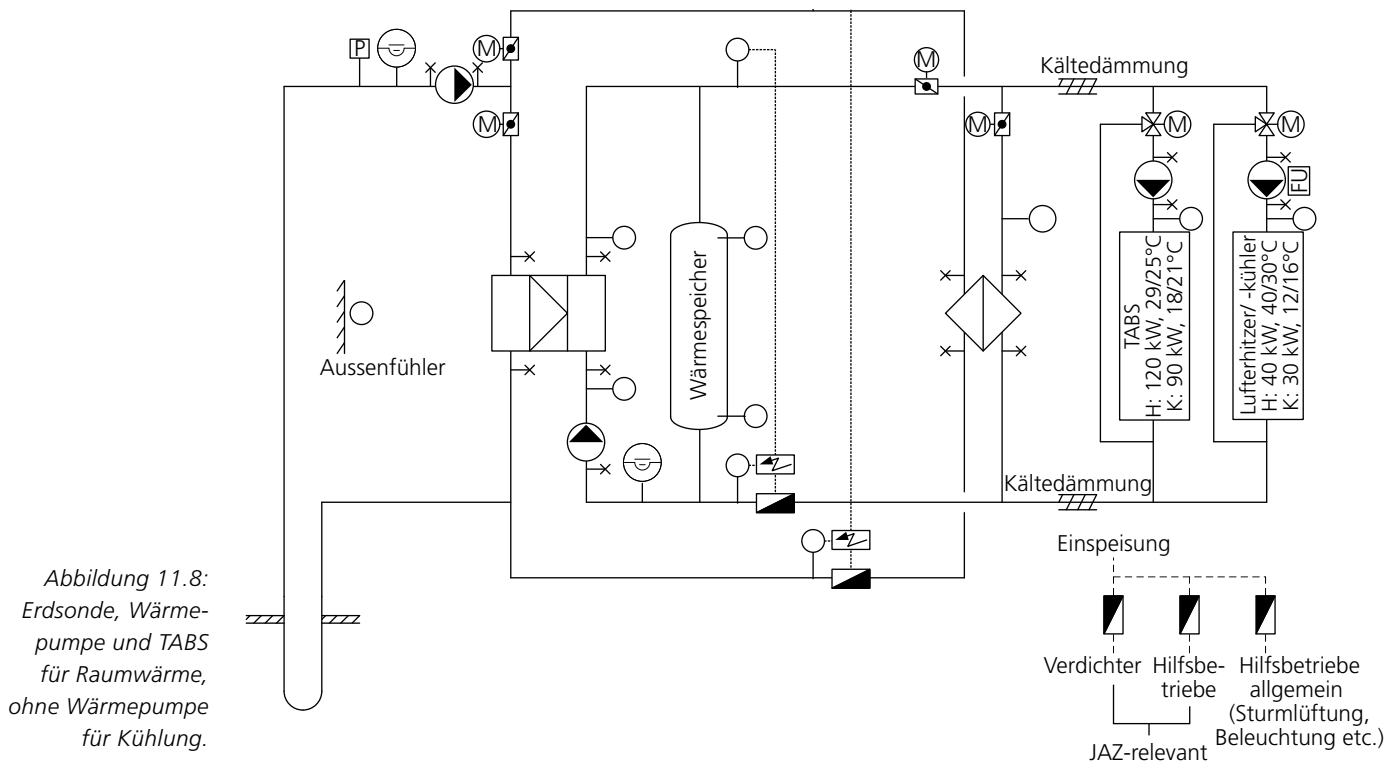 P
M
M
M
Kältedämmung
M
M
M
FU
Aussenfühler
Wärmespeicher
TABS
H: 120 kW, 29/25°C
K: 90 kW, 18/21°C
Lufterhitzer/ -kühler
H: 40 kW, 40/30°C
K: 30 kW, 12/16°C
Kältedämmung
Einspeisung
Verdichter
Hilfsbe-
triebe
Hilfsbetriebe
allgemein
(Sturmlüftung,
Beleuchtung etc.)
JAZ-relevant
Abbildung 11.8:
Erdsonde, Wärme-
pumpe und TABS
für Raumwärme,
ohne Wärmepumpe
für Kühlung.